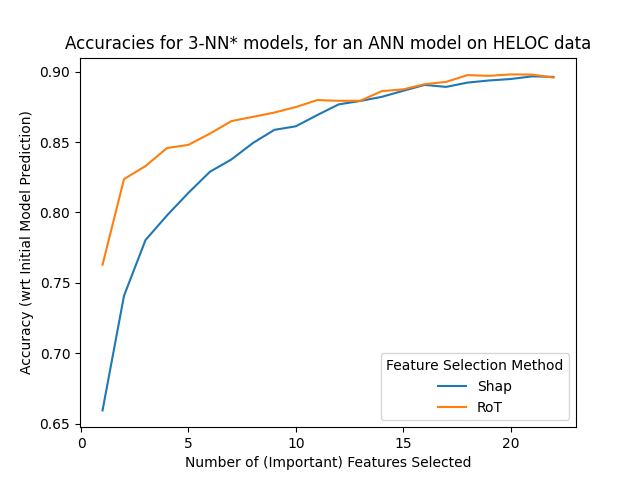 Accuracies for 3-NN* models, for an ANN model on HELOC data
0.90
0.85
0.80
0.75
0.70
0.65
Accuracy (wrt Initial Model Prediction)
Feature Selection Method
Shap
RoT
0 5 10 15 20
Number of (Important) Features Selected